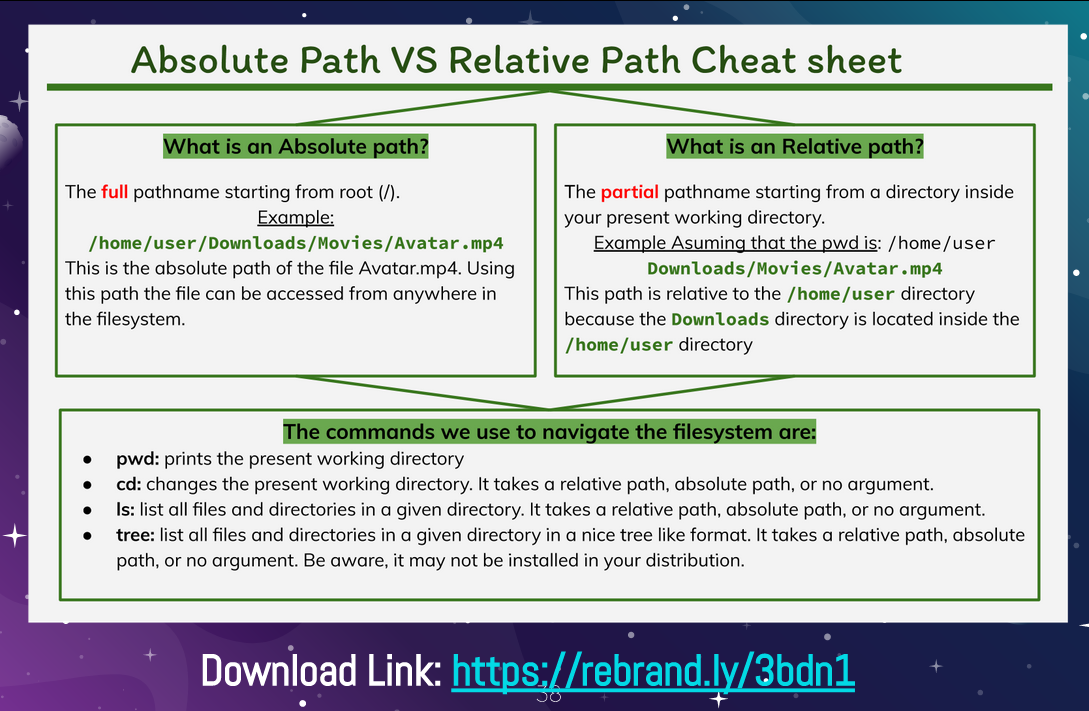 Absolute Path VS Relative Path Cheat sheet
What is an Absolute path?
The full pathname starting from root (/).
Example:
/home/user/Downloads/Movies/Avatar.mp4
This is the absolute path of the file Avatar.mp4. Using
this path the file can be accessed from anywhere in
the filesystem.
What is an Relative path?
The partial pathname starting from a directory inside
your present working directory.
Example Asuming that the pwd is: /home/user
Downloads/Movies/Avatar.mp4
This path is relative to the /home/user directory
because the Downloads directory is located inside the
/home/user directory
The commands we use to navigate the filesystem are:
● pwd: prints the present working directory
● cd: changes the present working directory. It takes a relative path, absolute path, or no argument.
● ls: list all files and directories in a given directory. It takes a relative path, absolute path, or no argument.
● tree: list all files and directories in a given directory in a nice tree like format. It takes a relative path, absolute
path, or no argument. Be aware, it may not be installed in your distribution.
Download Link: https://rebrand.ly/3bdn1
38